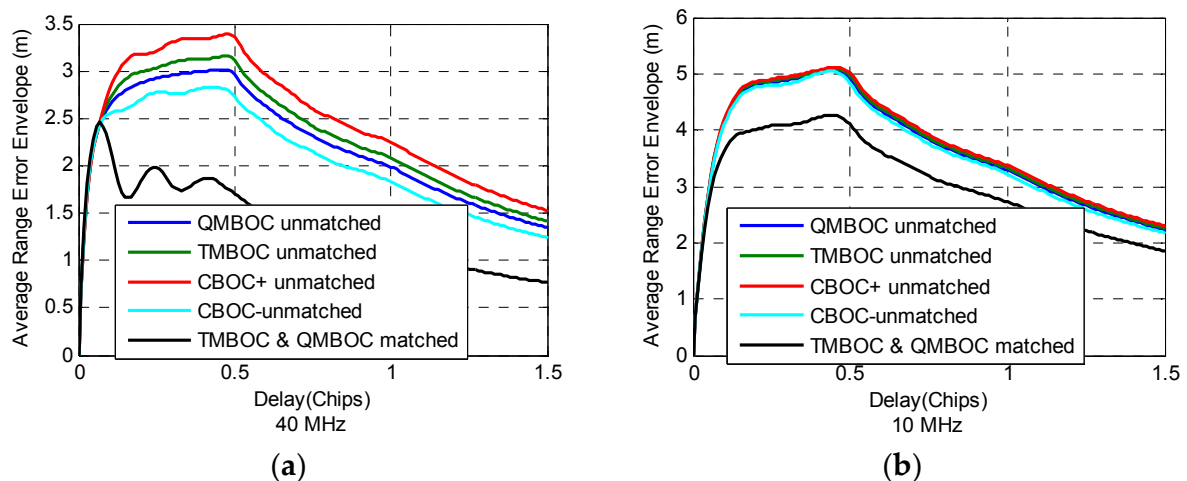 Average Range Error Envelope (m)
3.5
3
2.5
2
1.5
1
0.5
0
QMBOC unmatched
TMBOC unmatched
CBOC+ unmatched
CBOC-unmatched
TMBOC & QMBOC matched
0
0.5
1
1.5
Delay(Chips)
40 MHz
(a)
Average Range Error Envelope (m)
6
5
4
3
2
1
0
QMBOC unmatched
TMBOC unmatched
CBOC+ unmatched
CBOC-unmatched
TMBOC & QMBOC matched
0
0.5
1
1.5
Delay(Chips)
10 MHz
(b)